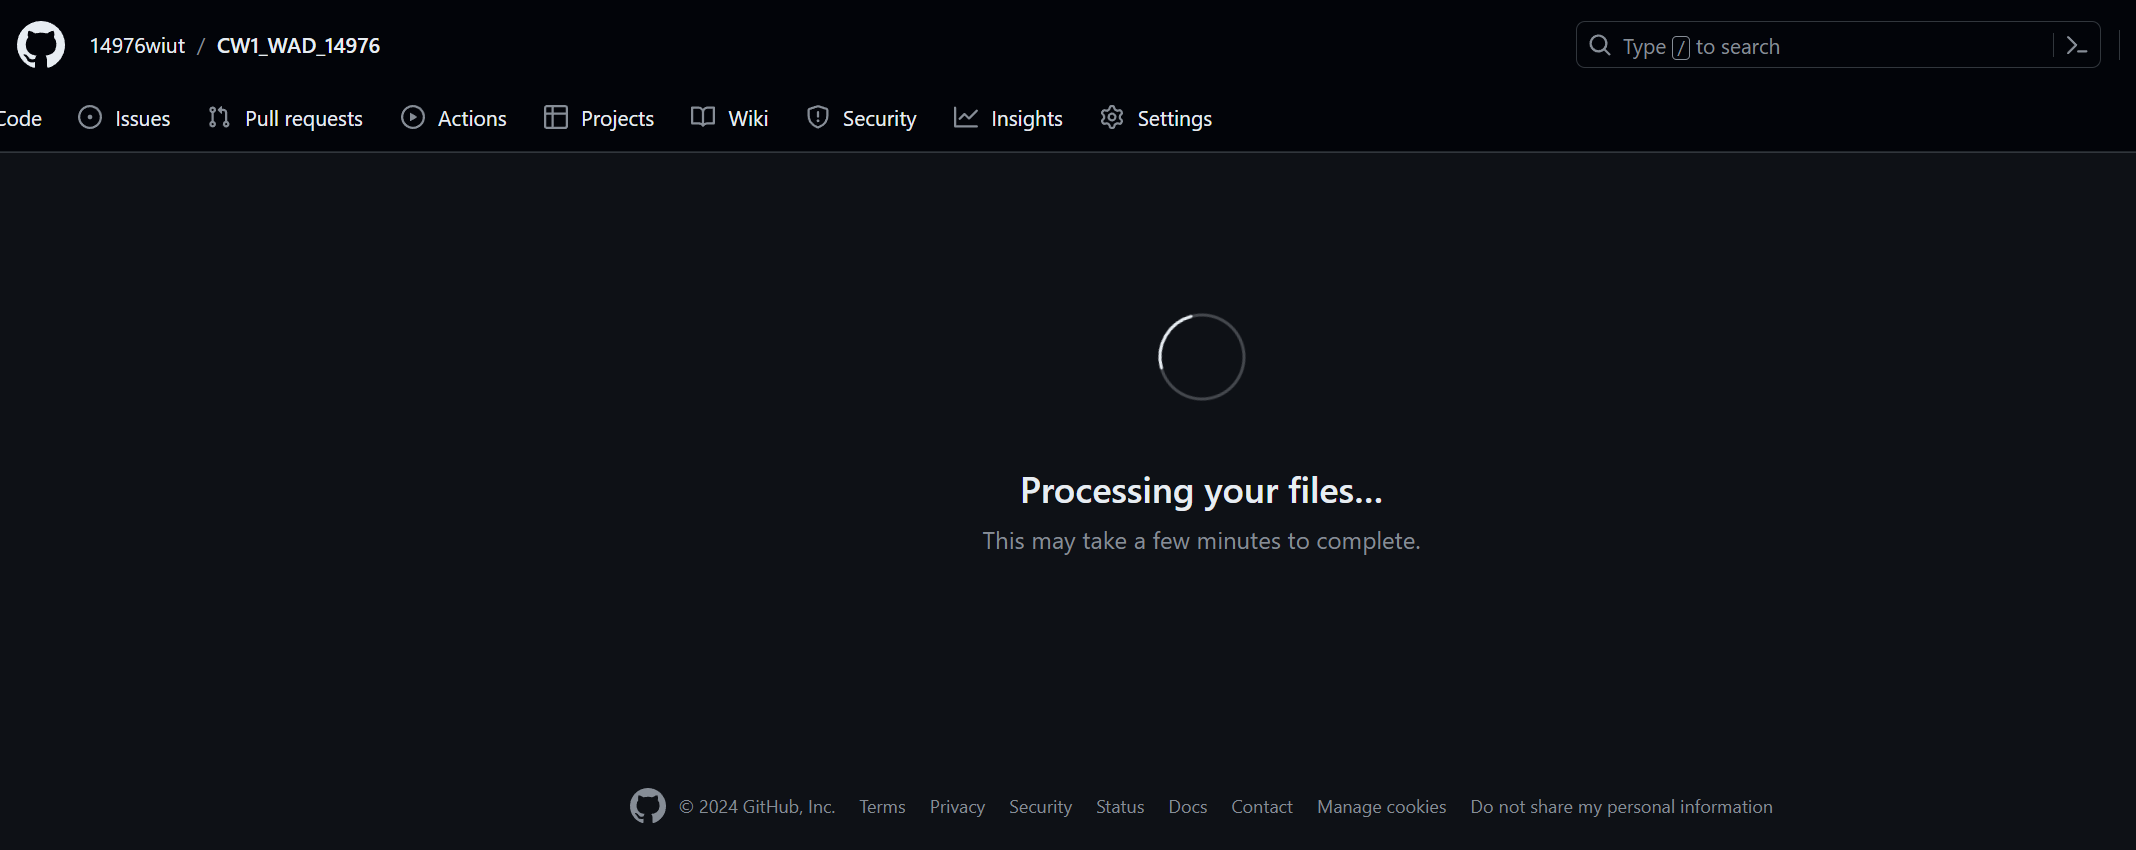 14976wiut / CW1_WAD_14976
Type / to search
Code Issues Pull requests Actions Projects Wiki Security Insights Settings
Processing your files...
This may take a few minutes to complete.
© 2024 GitHub, Inc. Terms Privacy Security Status Docs Contact Manage cookies Do not share my personal information